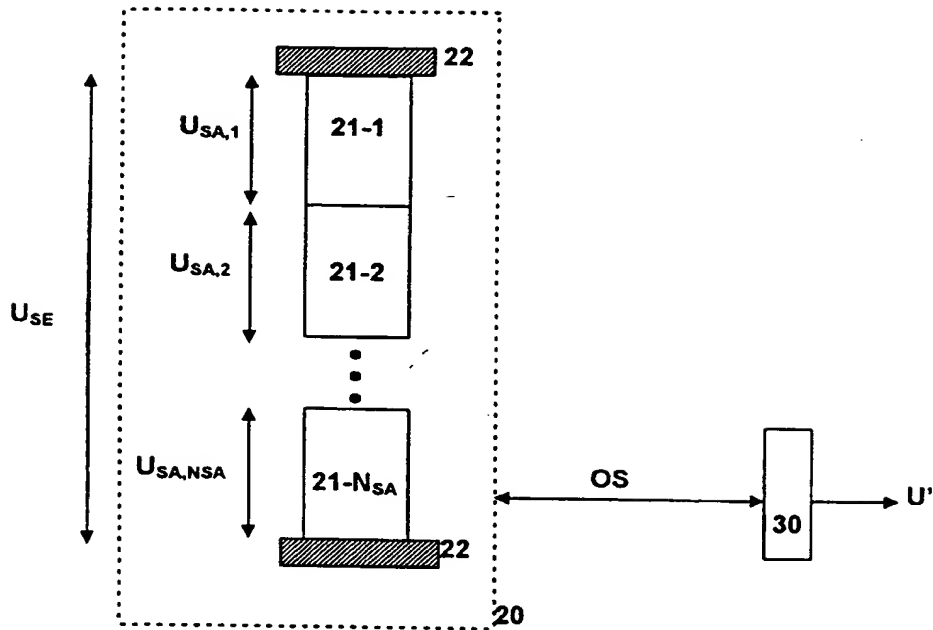 22
U_SA,1
21-1
U_SA,2
21-2
U_SE
U_SA,NSA
21-N_SA
OS
U'
30
22
20